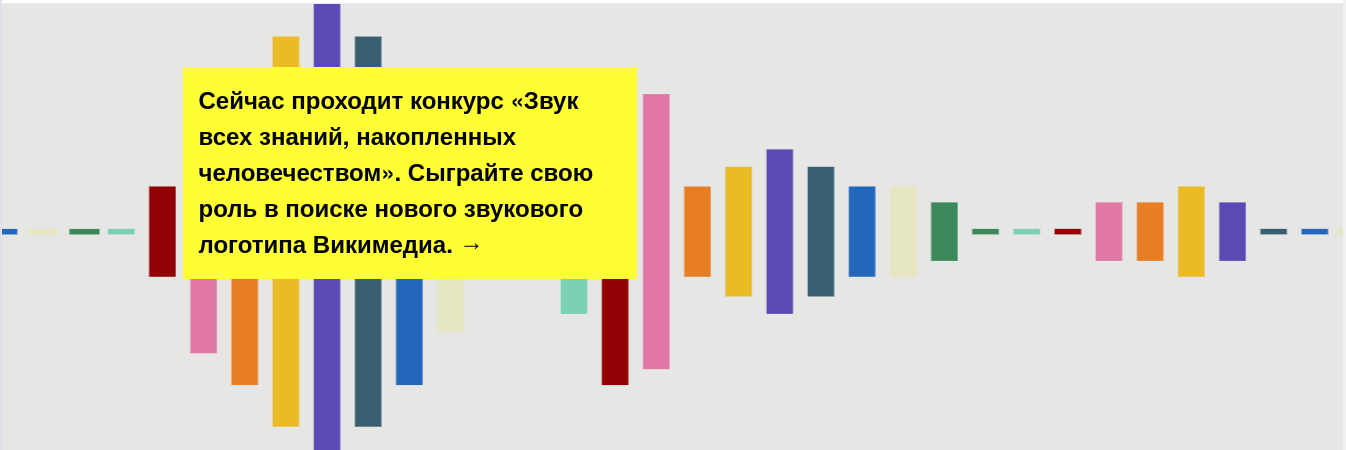 Сейчас проходит конкурс «Звук
всех знаний, накопленных
человечеством». Сыграйте свою
роль в поиске нового звукового
логотипа Викимедиа. →